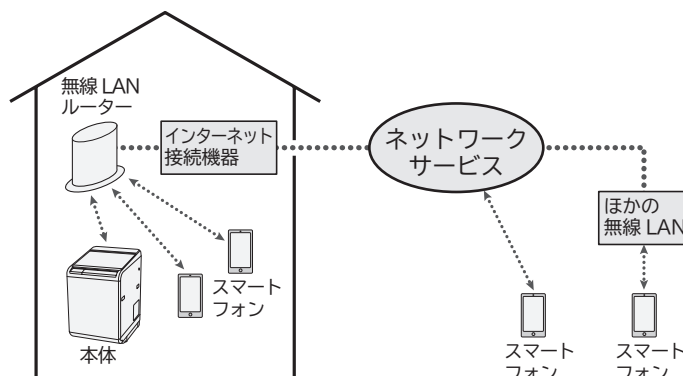 無線 LAN
ルーター
インターネット
接続機器
ネットワーク
サービス
ほかの
無線 LAN
スマート
フォン
本体
スマート
フォン
スマート
フォン